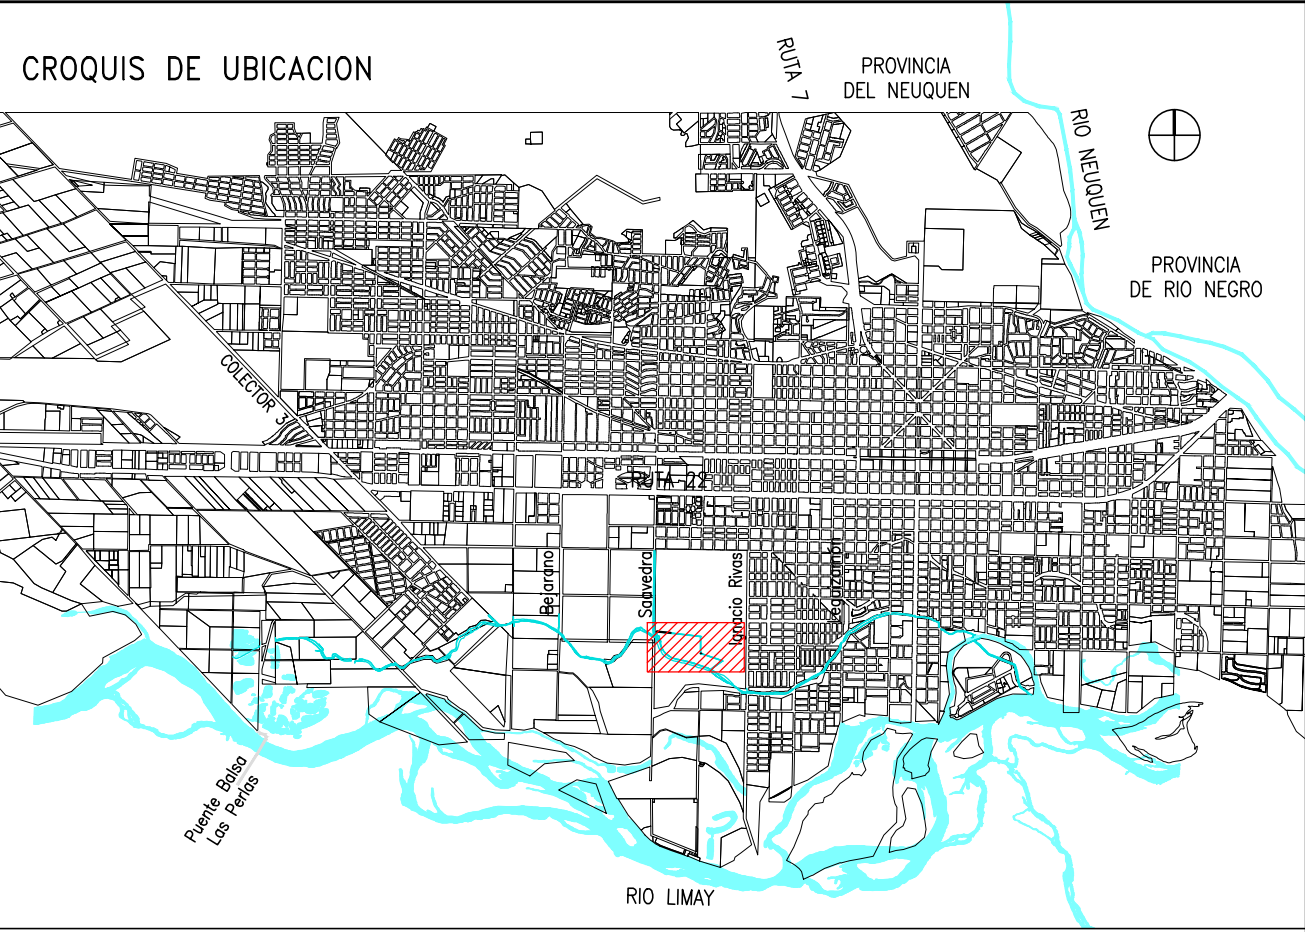 CROQUIS DE UBICACION
RUTA 7
PROVINCIA
DEL NEUQUEN
RIO NEUQUEN
PROVINCIA
DE RIO NEGRO
COLECTOR 3
RUTA 22
Bejarano
Saavedra
Ignacio Rivas
Leguizamón
Puente Balsa
Las Perlas
RIO LIMAY